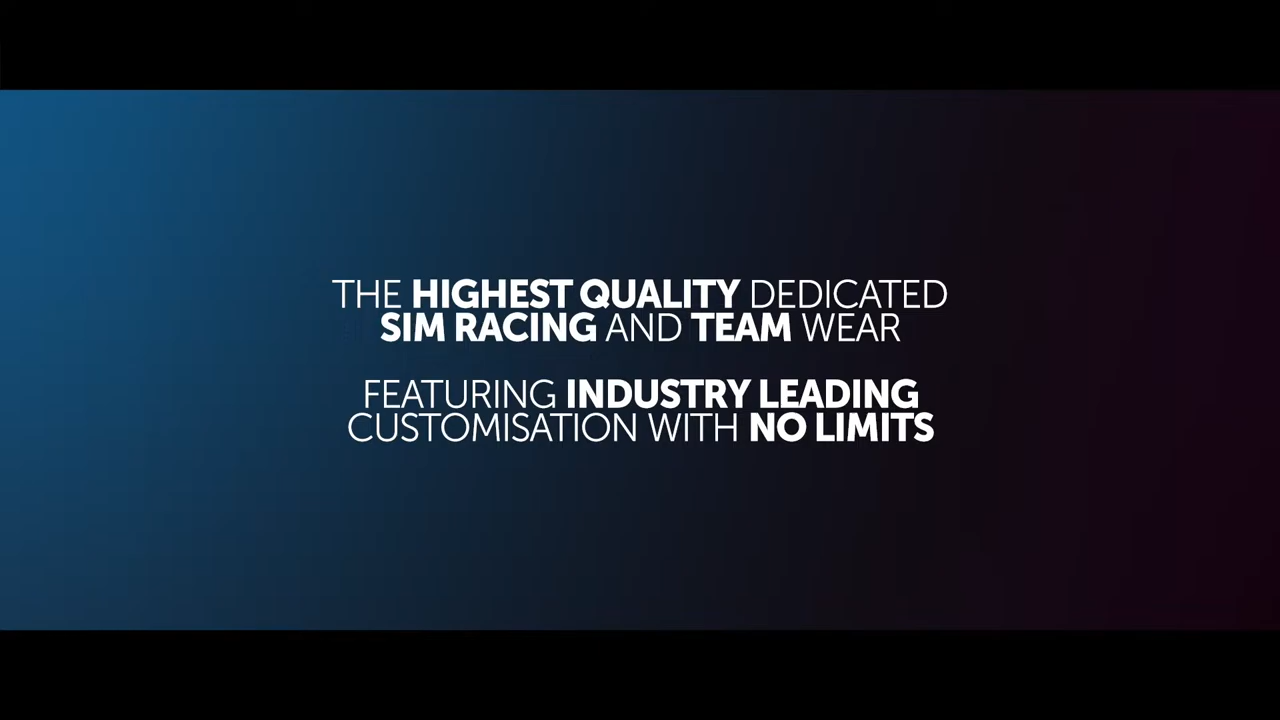 THE HIGHEST QUALITY DEDICATED
SIM RACING AND TEAM WEAR
FEATURING INDUSTRY LEADING
CUSTOMISATION WITH NO LIMITS